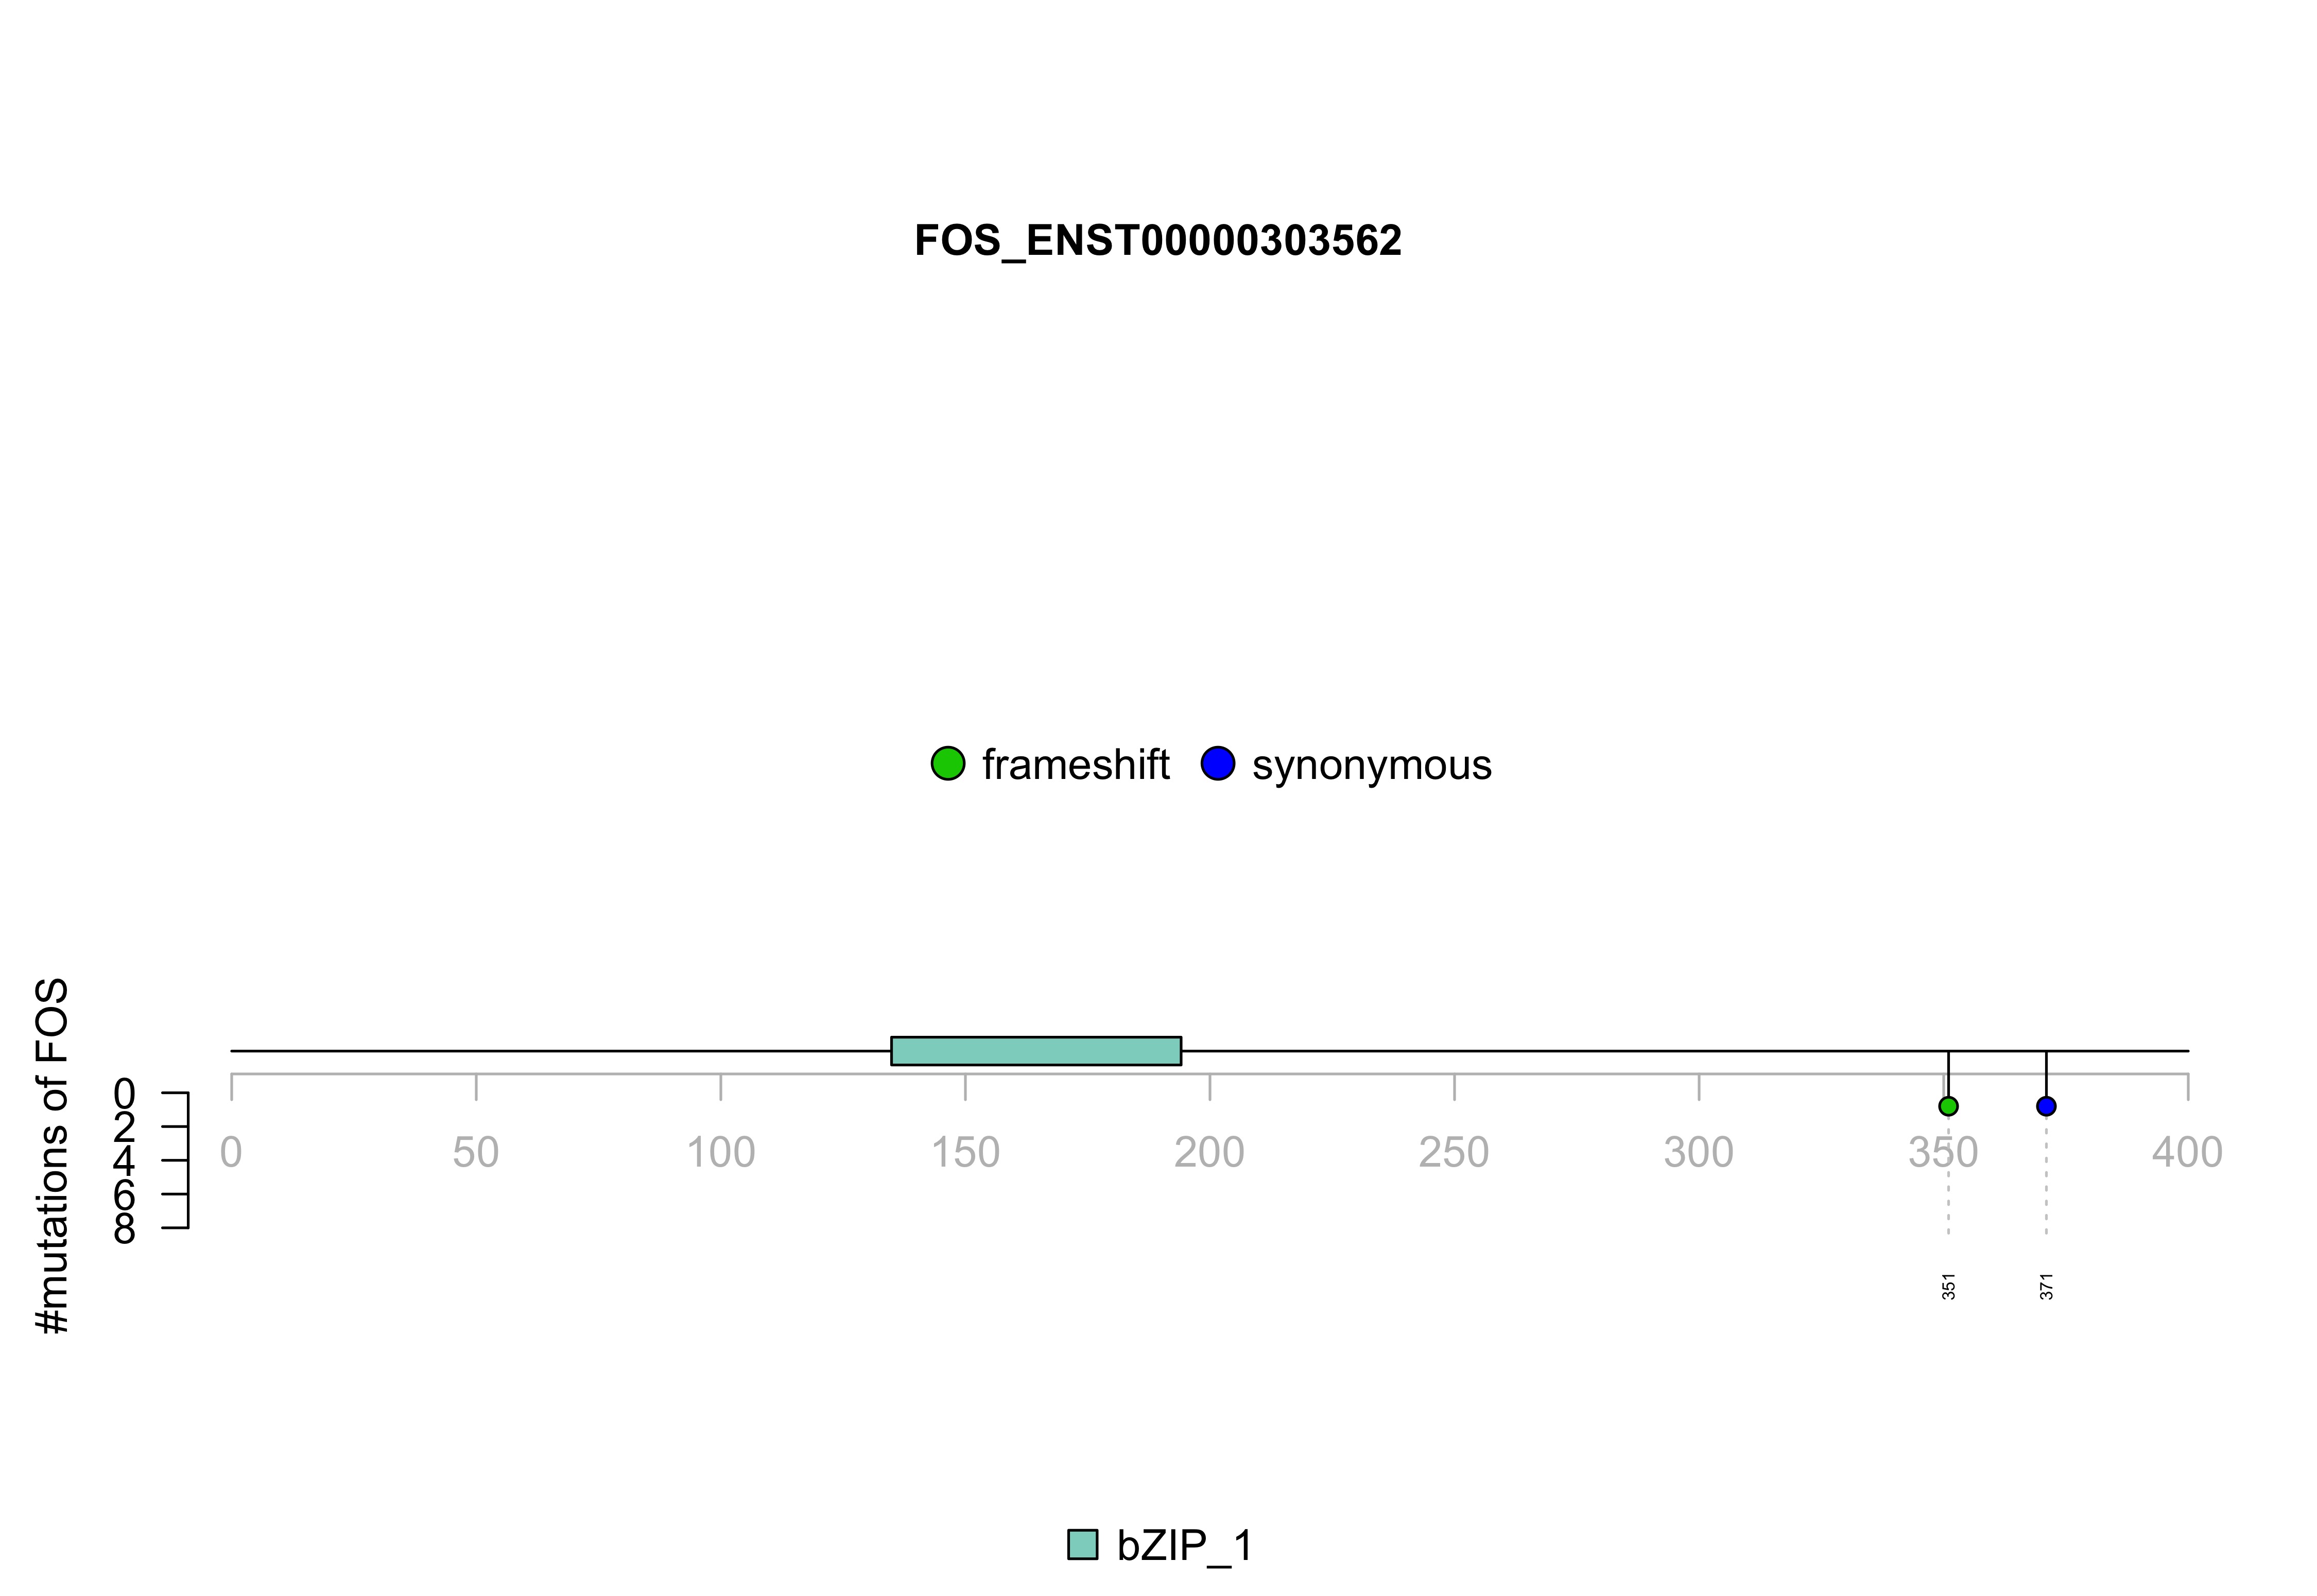 FOS_ENST00000303562
frameshift synonymous
#mutations of FOS
0
2
4
6
8
0 50 100 150 200 250 300 350 400
351 371
bZIP_1